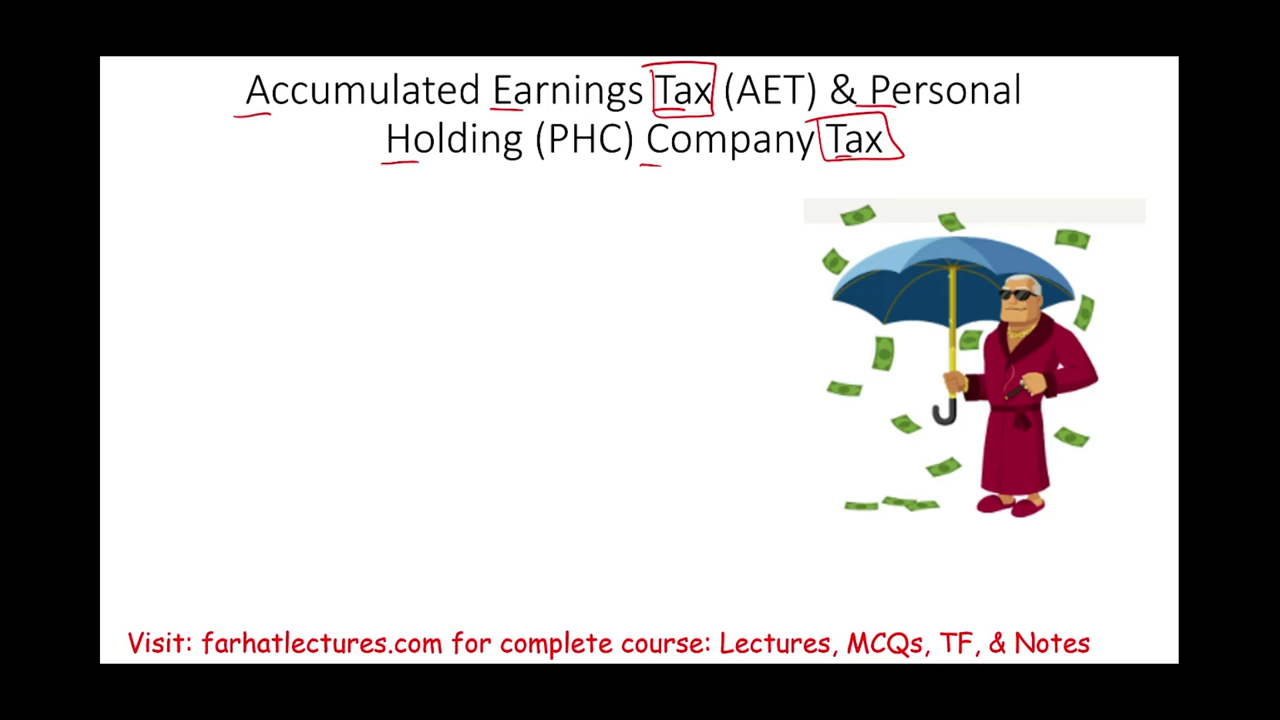 Accumulated Earnings Tax (AET) & Personal
Holding (PHC) Company Tax
Visit: farhatlectures.com for complete course: Lectures, MCQs, TF, & Notes